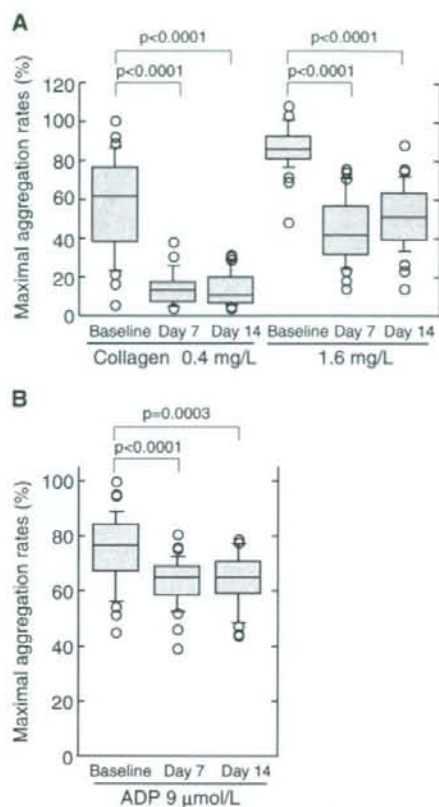 A
p<0.0001
p<0.0001
p<0.0001
p<0.0001
Maximal aggregation rates (%)
120
100
80
60
40
20
0
Baseline Day 7 Day 14 Baseline Day 7 Day 14
Collagen 0.4 mg/L 1.6 mg/L
B
p=0.0003
p<0.0001
Maximal aggregation rates (%)
100
80
60
40
20
0
Baseline Day 7 Day 14
ADP 9 μmol/L